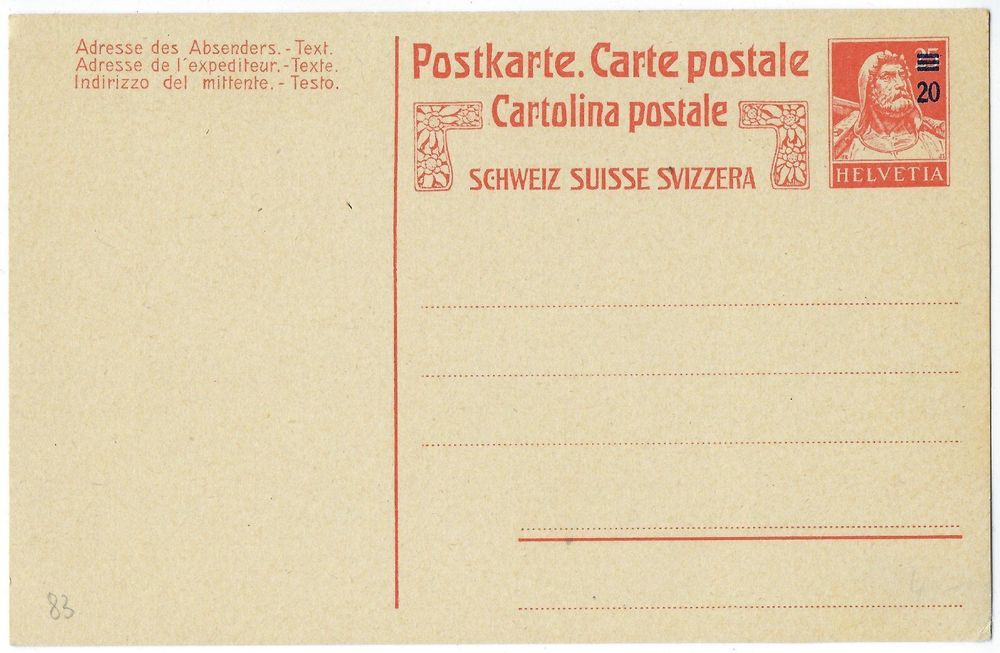 Adresse des Absenders.-Text.
Adresse de l'expediteur.-Texte.
Indirizzo del mittente.-Testo.
Postkarte. Carte postale
Cartolina postale
SCHWEIZ SUISSE SVIZZERA
25
20
HELVETIA
83